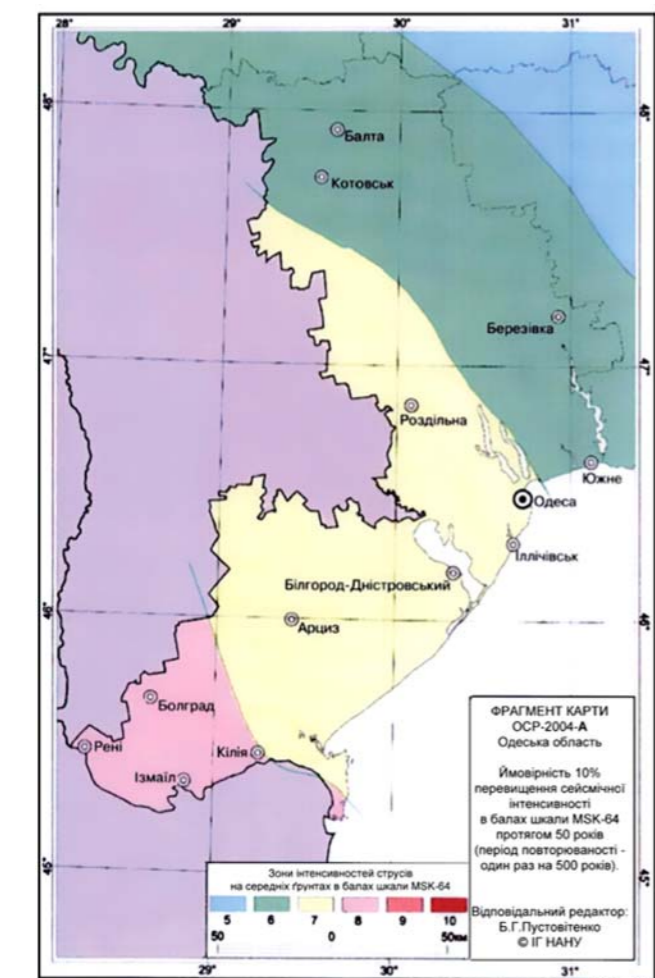 28°
29°
30°
31°
48°
48°
Балта
Котовськ
Березівка
47°
47°
Роздільна
Южне
Одеса
Іллічівськ
Білгород-Дністровський
46°
46°
Арциз
Болград
Рені
Кілія
Ізмаїл
ФРАГМЕНТ КАРТИ
ОСР-2004-А
Одеська область
Ймовірність 10%
перевищення сейсмічної
інтенсивності
в балах шкали MSK-64
протягом 50 років
(період повторюваності -
один раз на 500 років).
Відповідальний редактор:
Б.Г.Пустовітенко
© ІГ НАНУ
45°
45°
Зони інтенсивностей струсів
на середніх ґрунтах в балах шкали MSK-64
5 6 7 8 9 10
50 0 50км
29°
30°
31°